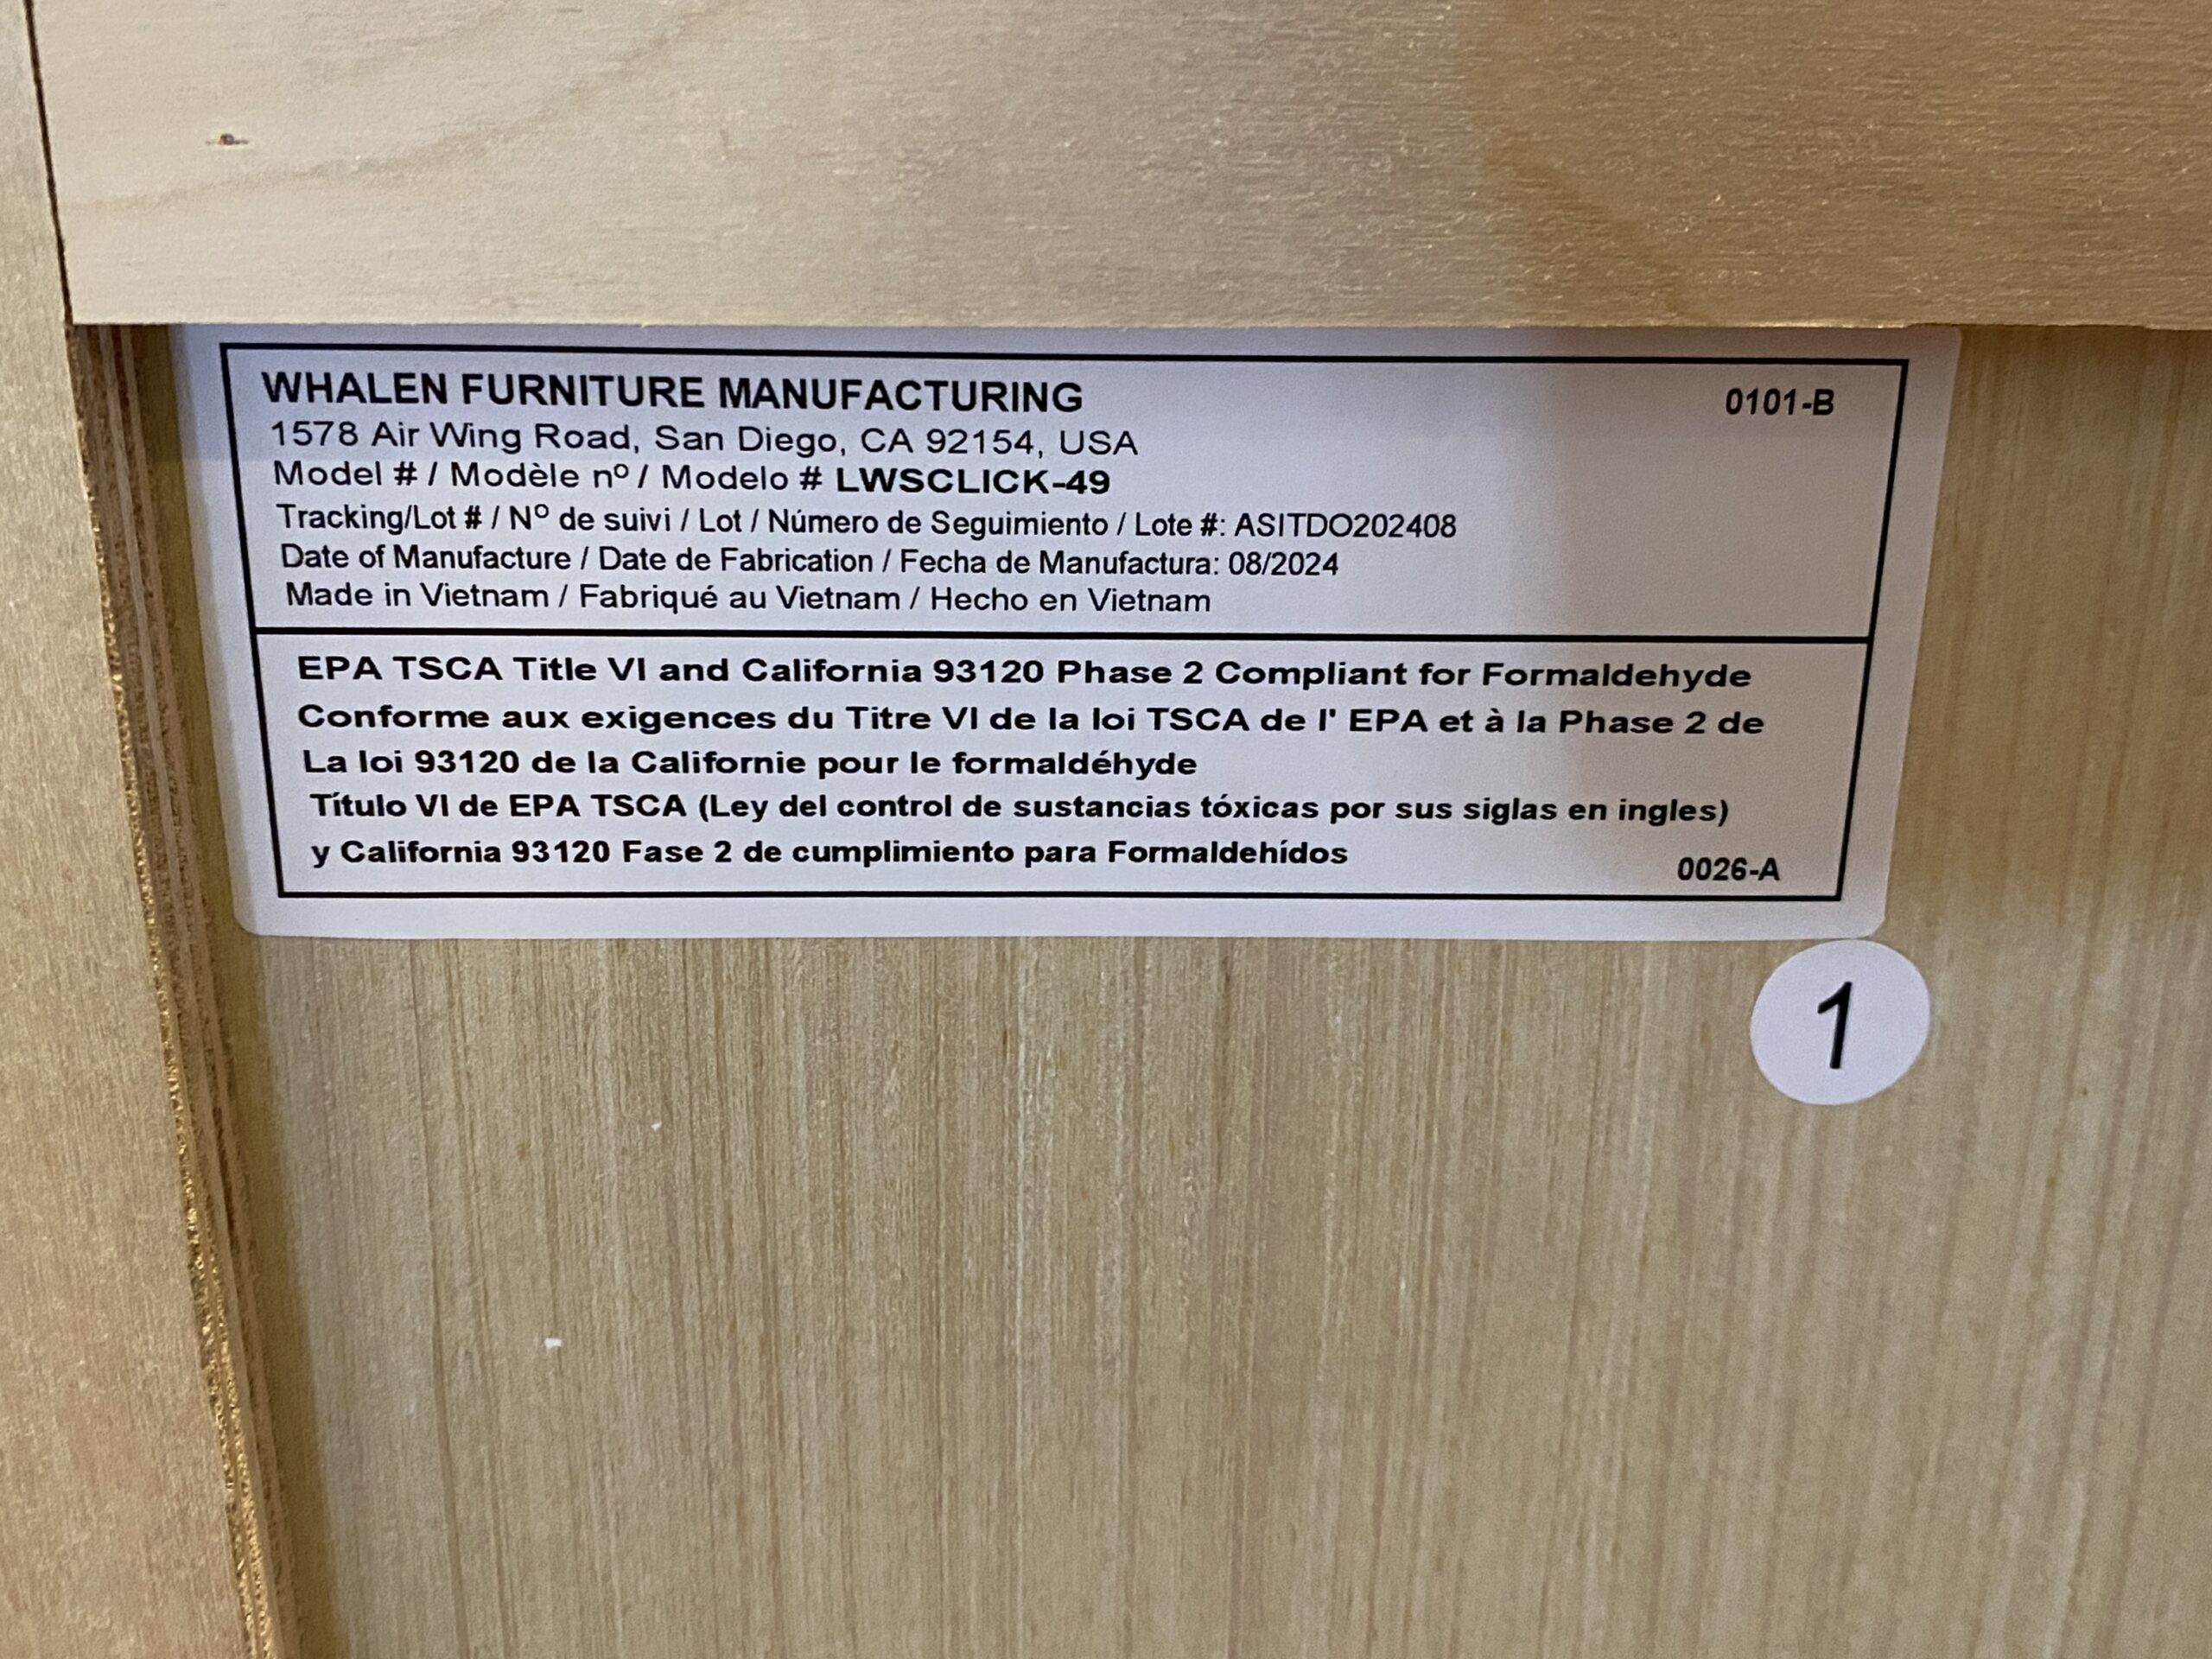 WHALEN FURNITURE MANUFACTURING 0101-B
1578 Air Wing Road, San Diego, CA 92154, USA
Model # / Modèle nº / Modelo # LWSCLICK-49
Tracking/Lot # / Nº de suivi / Lot / Número de Seguimiento / Lote #: ASITDO202408
Date of Manufacture / Date de Fabrication / Fecha de Manufactura: 08/2024
Made in Vietnam / Fabriqué au Vietnam / Hecho en Vietnam
EPA TSCA Title VI and California 93120 Phase 2 Compliant for Formaldehyde
Conforme aux exigences du Titre VI de la loi TSCA de l' EPA et à la Phase 2 de
La loi 93120 de la Californie pour le formaldéhyde
Título VI de EPA TSCA (Ley del control de sustancias tóxicas por sus siglas en ingles)
y California 93120 Fase 2 de cumplimiento para Formaldehídos
0026-A
1